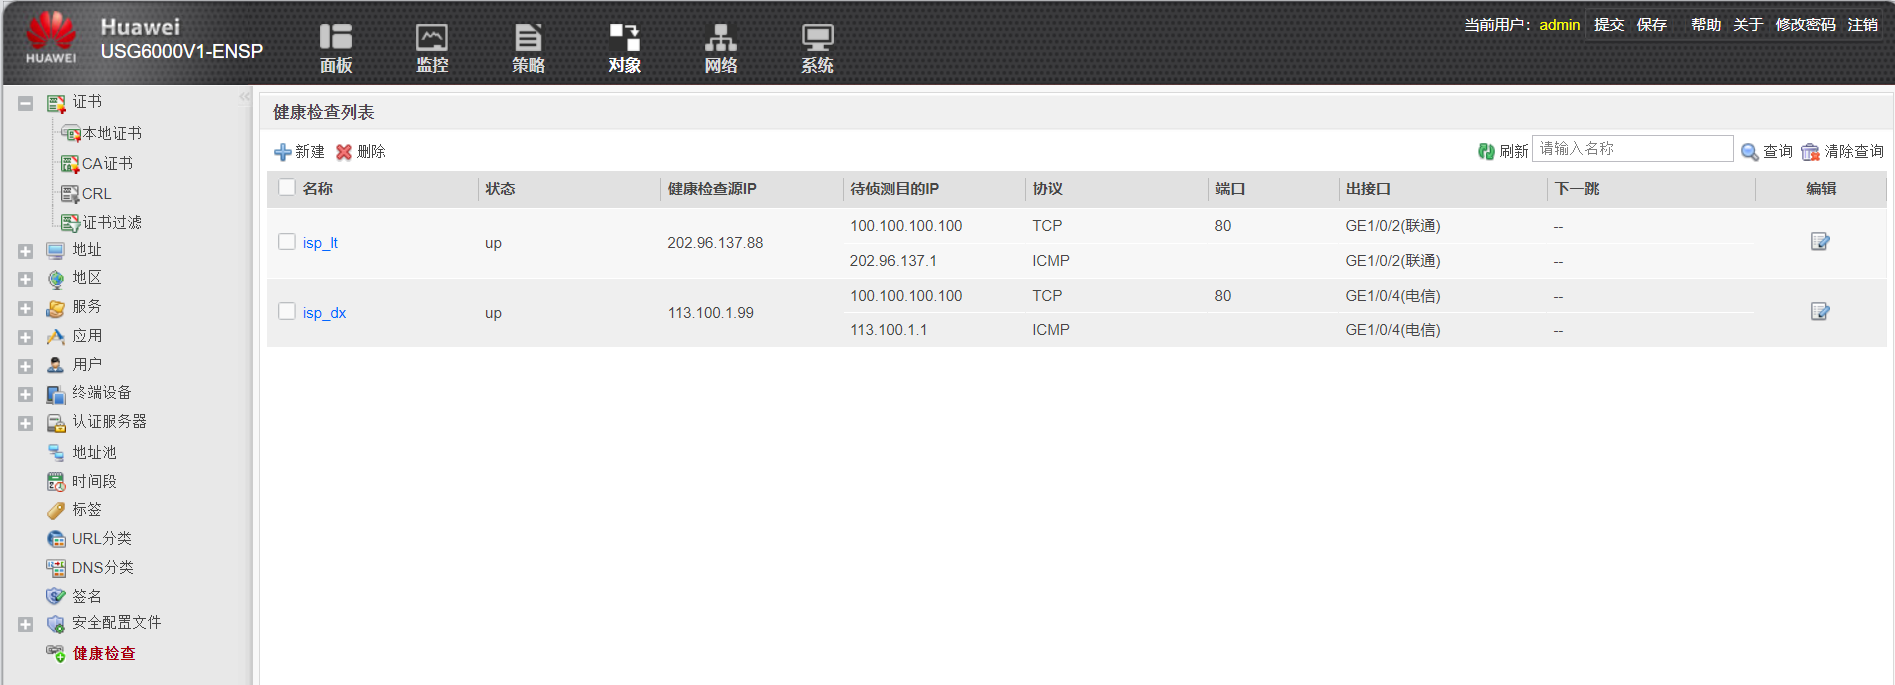 HUAWEI
Huawei
USG6000V1-ENSP
面板
监控
策略
对象
网络
系统
当前用户： admin 提交 保存 帮助 关于 修改密码 注销
证书
本地证书
CA证书
CRL
证书过滤
地址
地区
服务
应用
用户
终端设备
认证服务器
地址池
时间段
标签
URL分类
DNS分类
签名
安全配置文件
健康检查
健康检查列表
新建 删除 刷新 请输入名称 查询 清除查询
名称 状态 健康检查源IP 待侦测目的IP 协议 端口 出接口 下一跳 编辑
isp_lt up 202.96.137.88 100.100.100.100 TCP 80 GE1/0/2(联通) --
202.96.137.1 ICMP GE1/0/2(联通) --
isp_dx up 113.100.1.99 100.100.100.100 TCP 80 GE1/0/4(电信) --
113.100.1.1 ICMP GE1/0/4(电信) --